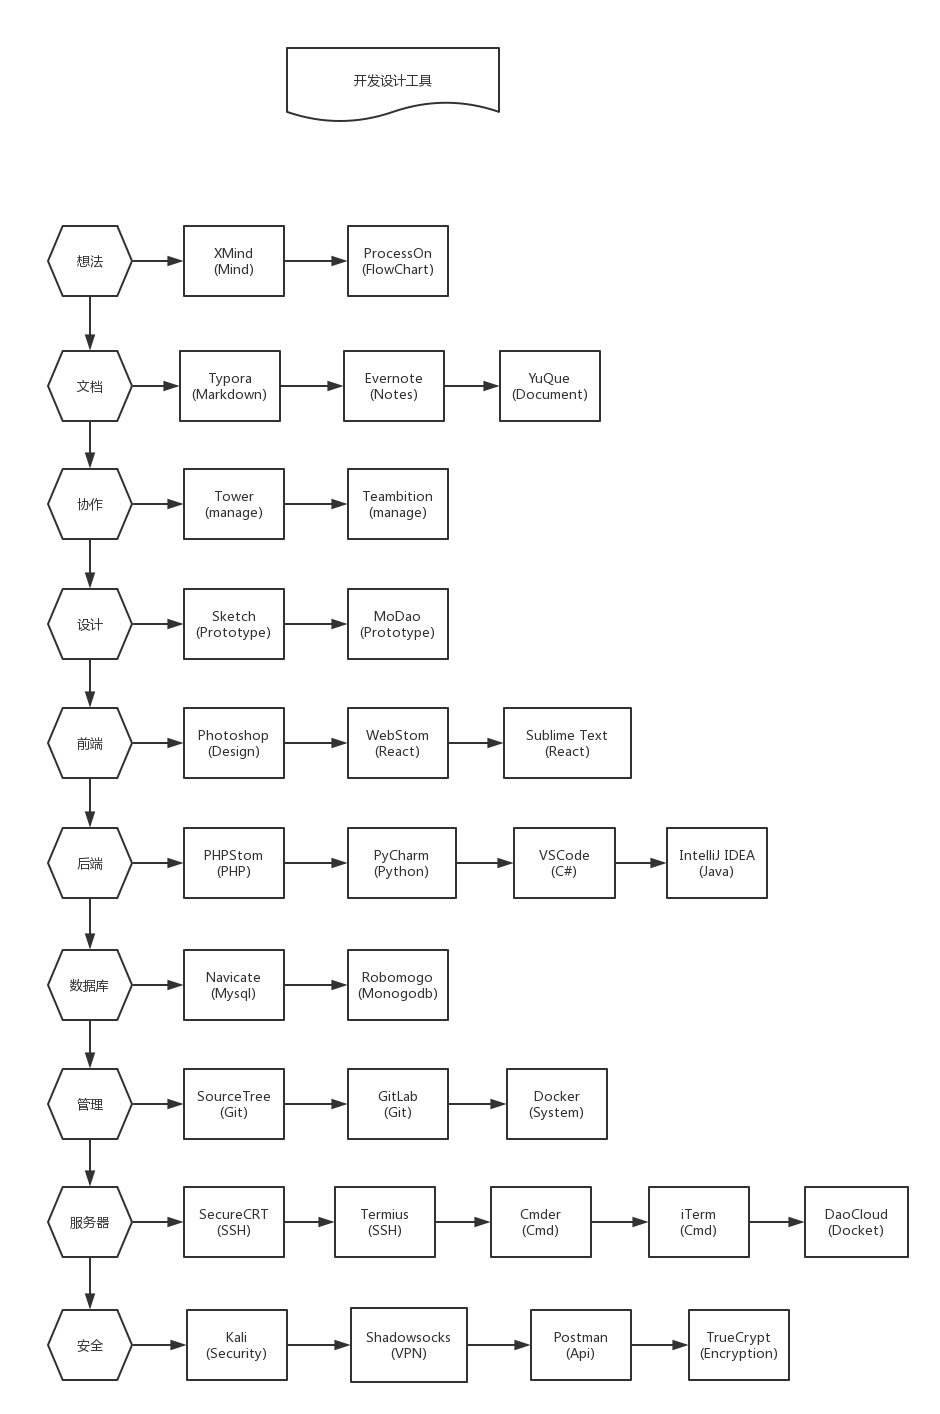 开发设计工具
想法
XMind
(Mind)
ProcessOn
(FlowChart)
文档
Typora
(Markdown)
Evernote
(Notes)
YuQue
(Document)
协作
Tower
(manage)
Teambition
(manage)
设计
Sketch
(Prototype)
MoDao
(Prototype)
前端
Photoshop
(Design)
WebStom
(React)
Sublime Text
(React)
后端
PHPStom
(PHP)
PyCharm
(Python)
VSCode
(C#)
IntelliJ IDEA
(Java)
数据库
Navicate
(Mysql)
Robomogo
(Monogodb)
管理
SourceTree
(Git)
GitLab
(Git)
Docker
(System)
服务器
SecureCRT
(SSH)
Termius
(SSH)
Cmder
(Cmd)
iTerm
(Cmd)
DaoCloud
(Docket)
安全
Kali
(Security)
Shadowsocks
(VPN)
Postman
(Api)
TrueCrypt
(Encryption)